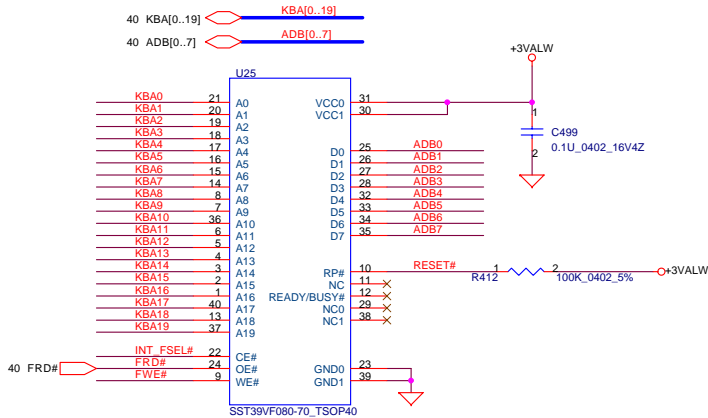 40 KBA[0..19] KBA[0..19]
40 ADB[0..7] ADB[0..7]
+3VALW
U25
KBA0 21 A0 VCC0 31
KBA1 20 A1 VCC1 30
KBA2 19 A2
KBA3 18 A3
KBA4 17 A4 D0 25 ADB0
KBA5 16 A5 D1 26 ADB1
KBA6 15 A6 D2 27 ADB2
KBA7 14 A7 D3 28 ADB3
KBA8 8 A8 D4 32 ADB4
KBA9 7 A9 D5 33 ADB5
KBA10 36 A10 D6 34 ADB6
KBA11 6 A11 D7 35 ADB7
KBA12 5 A12
KBA13 4 A13
KBA14 3 A14 RP# 10 RESET# 1 2 +3VALW
KBA15 2 A15 NC 11 R412 100K_0402_5%
KBA16 1 A16 READY/BUSY# 12
KBA17 40 A17 NC0 29
KBA18 13 A18 NC1 38
KBA19 37 A19
1
C499
0.1U_0402_16V4Z
2
INT_FSEL# 22 CE#
40 FRD# FRD# 24 OE# GND0 23
FWE# 9 WE# GND1 39
SST39VF080-70_TSOP40